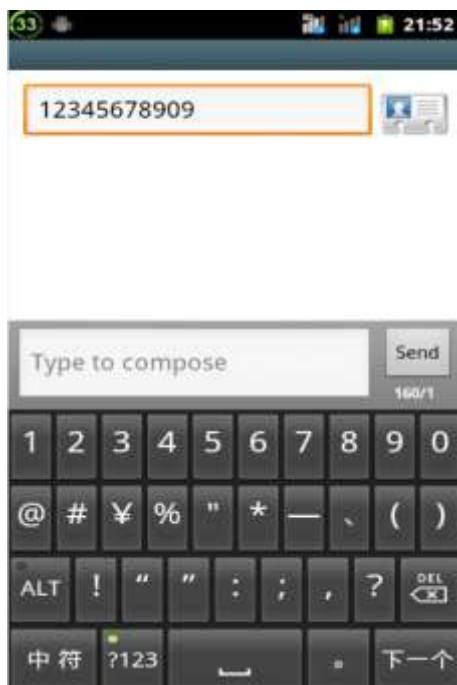 33 21:52
12345678909
Type to compose Send
160/1
1 2 3 4 5 6 7 8 9 0
@ # ¥ % " * — 、 ( )
ALT ! “ ” : ; , ? DEL
中 符 ?123 。 下一个